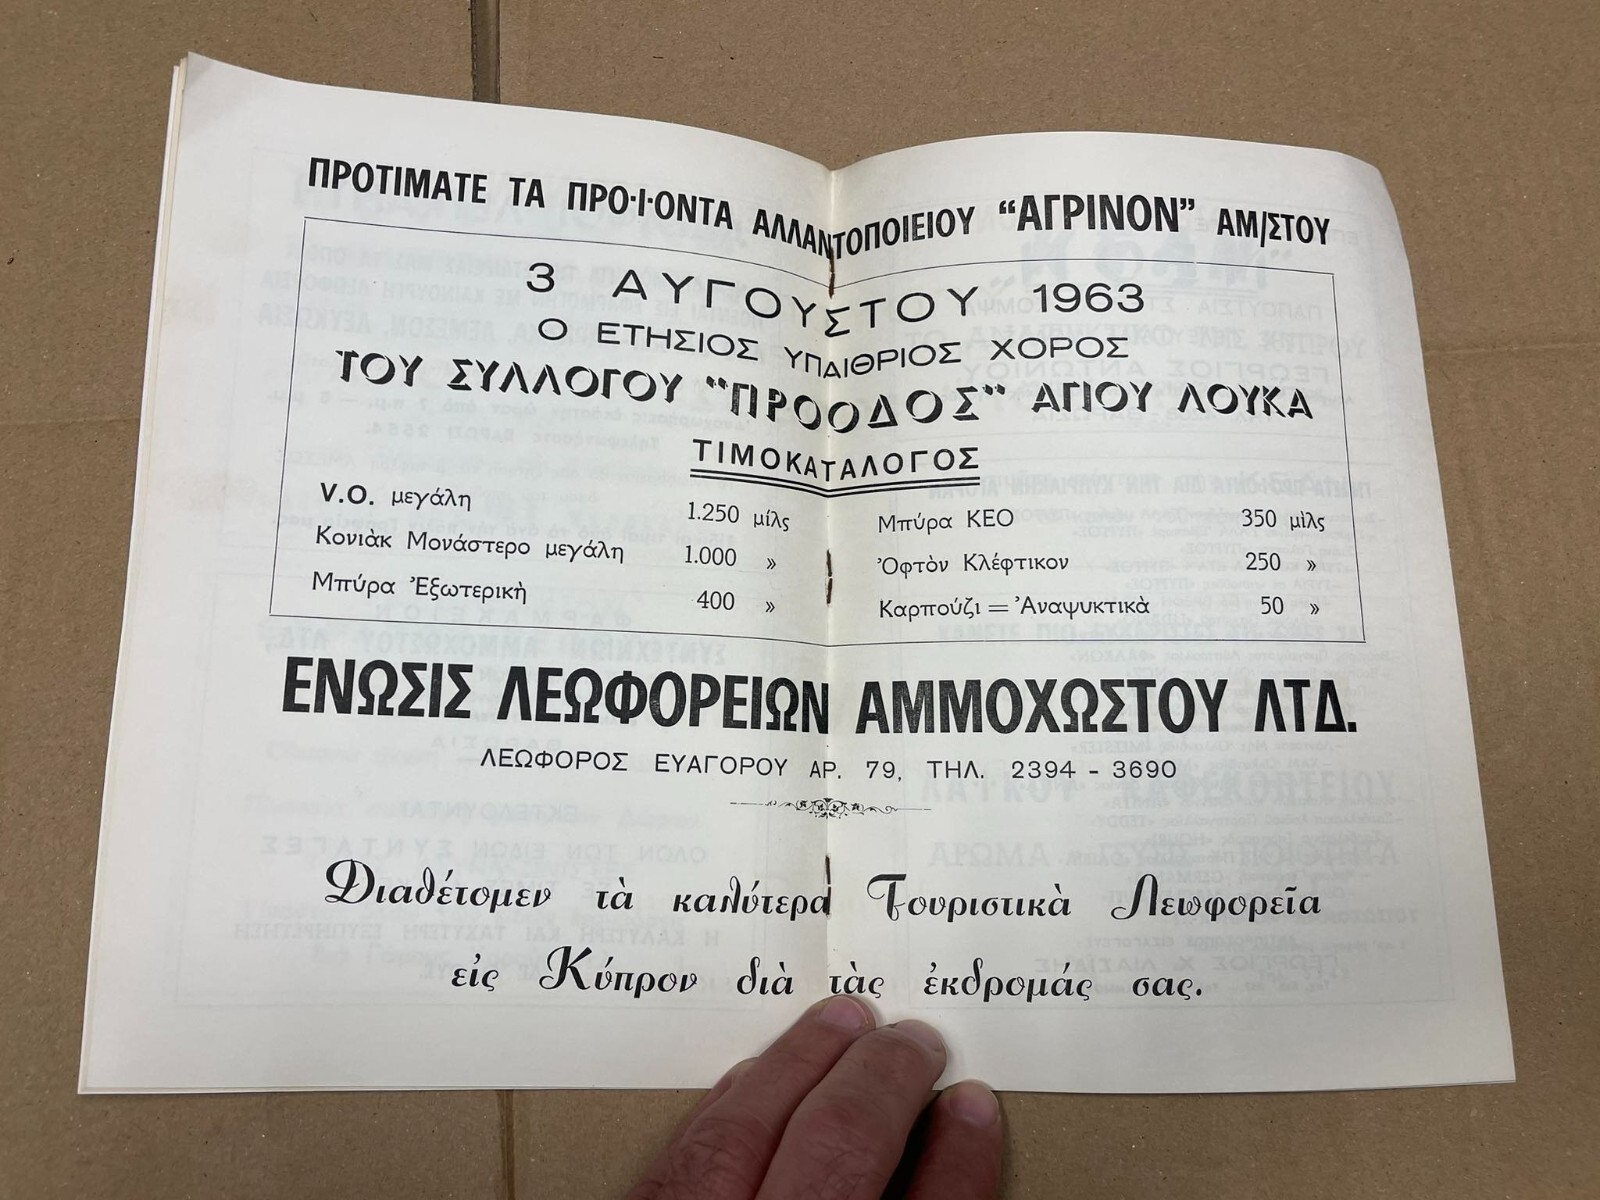 ΠΡΟΤΙΜΑΤΕ ΤΑ ΠΡΟ·Ι·ΟΝΤΑ ΑΛΛΑΝΤΟΠΟΙΕΙΟΥ “ΑΓΡΙΝΟΝ” ΑΜ/ΣΤΟΥ
3 ΑΥΓΟΥΣΤΟΥ 1963
Ο ΕΤΗΣΙΟΣ ΥΠΑΙΘΡΙΟΣ ΧΟΡΟΣ
ΤΟΥ ΣΥΛΛΟΓΟΥ “ΠΡΟΟΔΟΣ” ΑΓΙΟΥ ΛΟΥΚΑ
ΤΙΜΟΚΑΤΑΛΟΓΟΣ
V.O. μεγάλη 1.250 μίλς
Κονιὰκ Μονάστερο μεγάλη 1.000 »
Μπύρα Ἐξωτερικὴ 400 »
Μπύρα ΚΕΟ 350 μὶλς
Ὀφτὸν Κλέφτικον 250 »
Καρπούζι = Ἀναψυκτικὰ 50 »
ΕΝΩΣΙΣ ΛΕΩΦΟΡΕΙΩΝ ΑΜΜΟΧΩΣΤΟΥ ΛΤΔ.
ΛΕΩΦΟΡΟΣ ΕΥΑΓΟΡΟΥ ΑΡ. 79, ΤΗΛ. 2394 - 3690
Διαθέτομεν τὰ καλύτερα Τουριστικὰ Λεωφορεῖα
εἰς Κύπρον διὰ τὰς ἐκδρομάς σας.